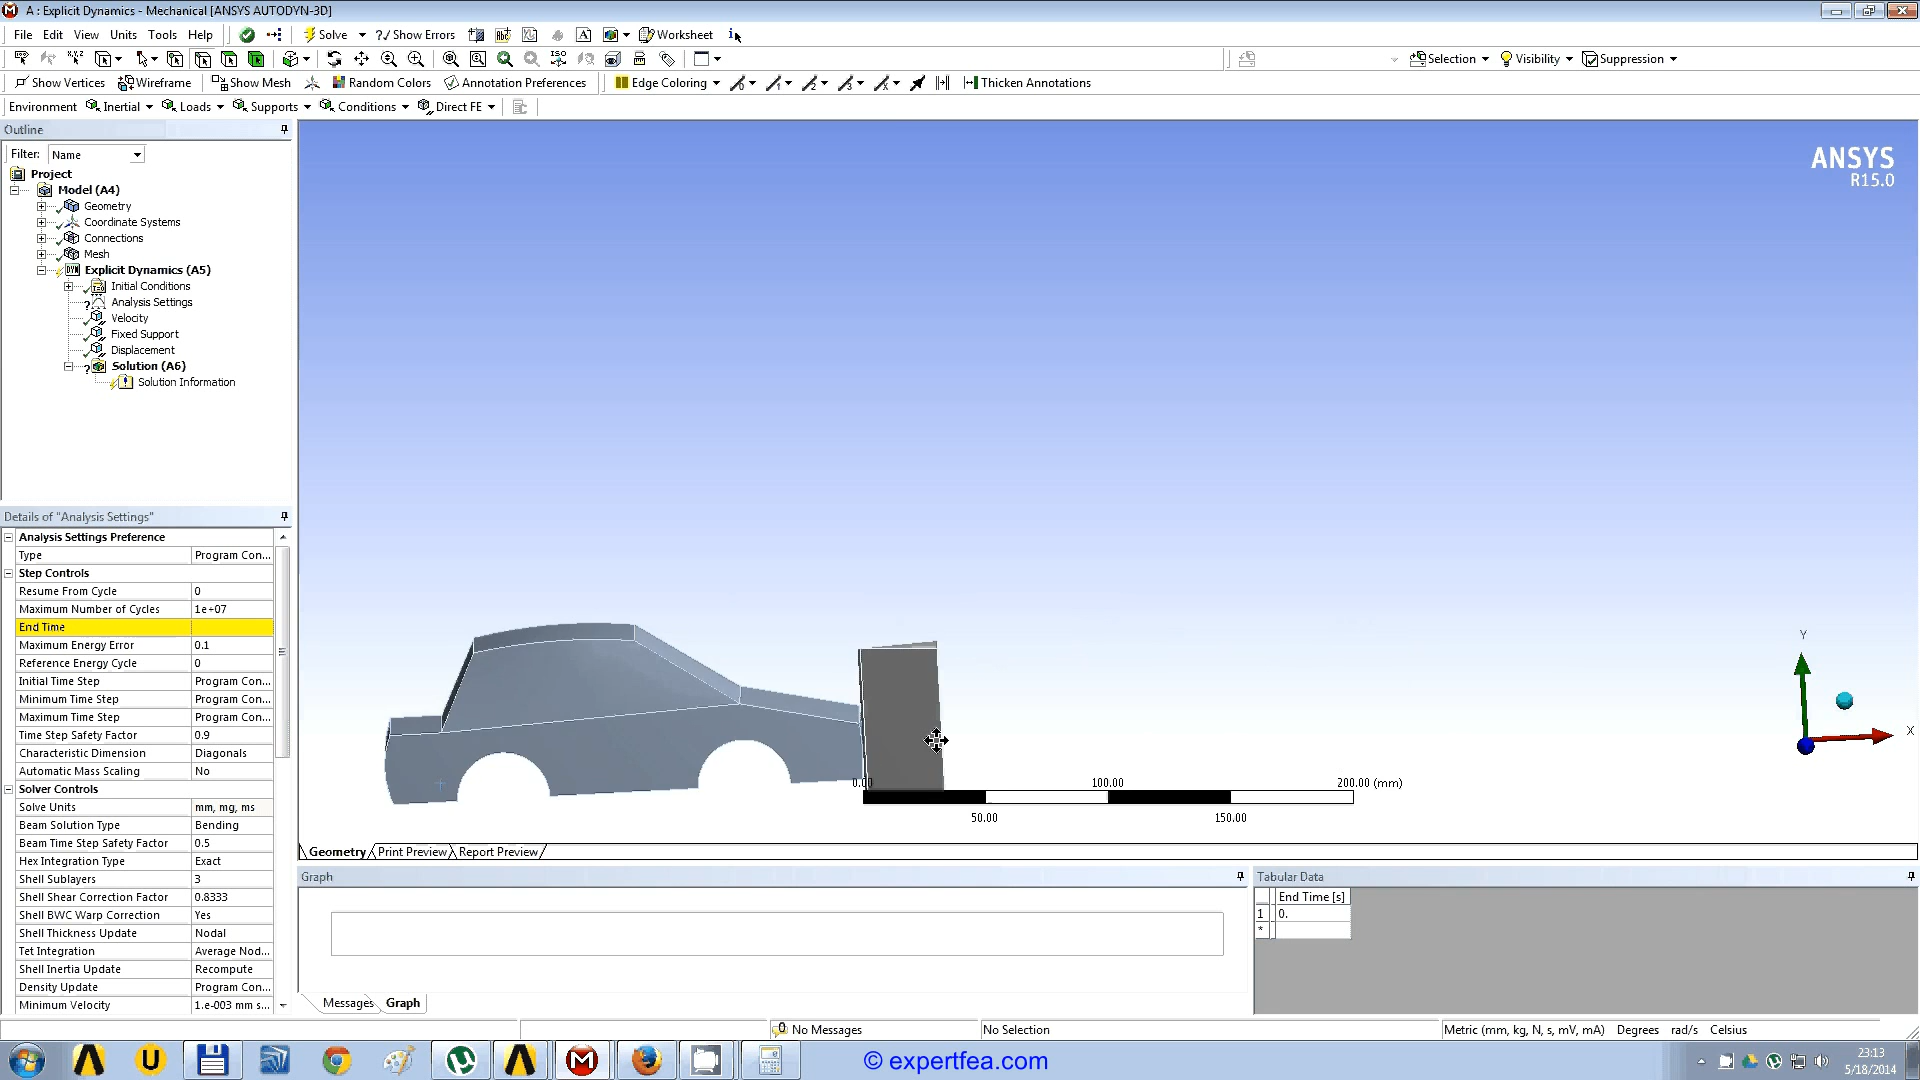 A : Explicit Dynamics - Mechanical [ANSYS AUTODYN-3D]
File Edit View Units Tools Help Solve ?/ Show Errors Worksheet
Selection Visibility Suppression
Show Vertices Wireframe Show Mesh Random Colors Annotation Preferences Edge Coloring Thicken Annotations
Environment Inertial Loads Supports Conditions Direct FE
Outline
Filter: Name
Project
Model (A4)
Geometry
Coordinate Systems
Connections
Mesh
Explicit Dynamics (A5)
Initial Conditions
Analysis Settings
Velocity
Fixed Support
Displacement
Solution (A6)
Solution Information
Details of "Analysis Settings"
Analysis Settings Preference
Type Program Con...
Step Controls
Resume From Cycle 0
Maximum Number of Cycles 1e+07
End Time
Maximum Energy Error 0.1
Reference Energy Cycle 0
Initial Time Step Program Con...
Minimum Time Step Program Con...
Maximum Time Step Program Con...
Time Step Safety Factor 0.9
Characteristic Dimension Diagonals
Automatic Mass Scaling No
Solver Controls
Solve Units mm, mg, ms
Beam Solution Type Bending
Beam Time Step Safety Factor 0.5
Hex Integration Type Exact
Shell Sublayers 3
Shell Shear Correction Factor 0.8333
Shell BWC Warp Correction Yes
Shell Thickness Update Nodal
Tet Integration Average Nod...
Shell Inertia Update Recompute
Density Update Program Con...
Minimum Velocity 1.e-003 mm s...
ANSYS
R15.0
Y
X
0.00 100.00 200.00 (mm)
50.00 150.00
Geometry Print Preview Report Preview
Graph
Messages Graph
Tabular Data
End Time [s]
1 0.
*
No Messages No Selection Metric (mm, kg, N, s, mV, mA) Degrees rad/s Celsius
© expertfea.com
23:13
5/18/2014